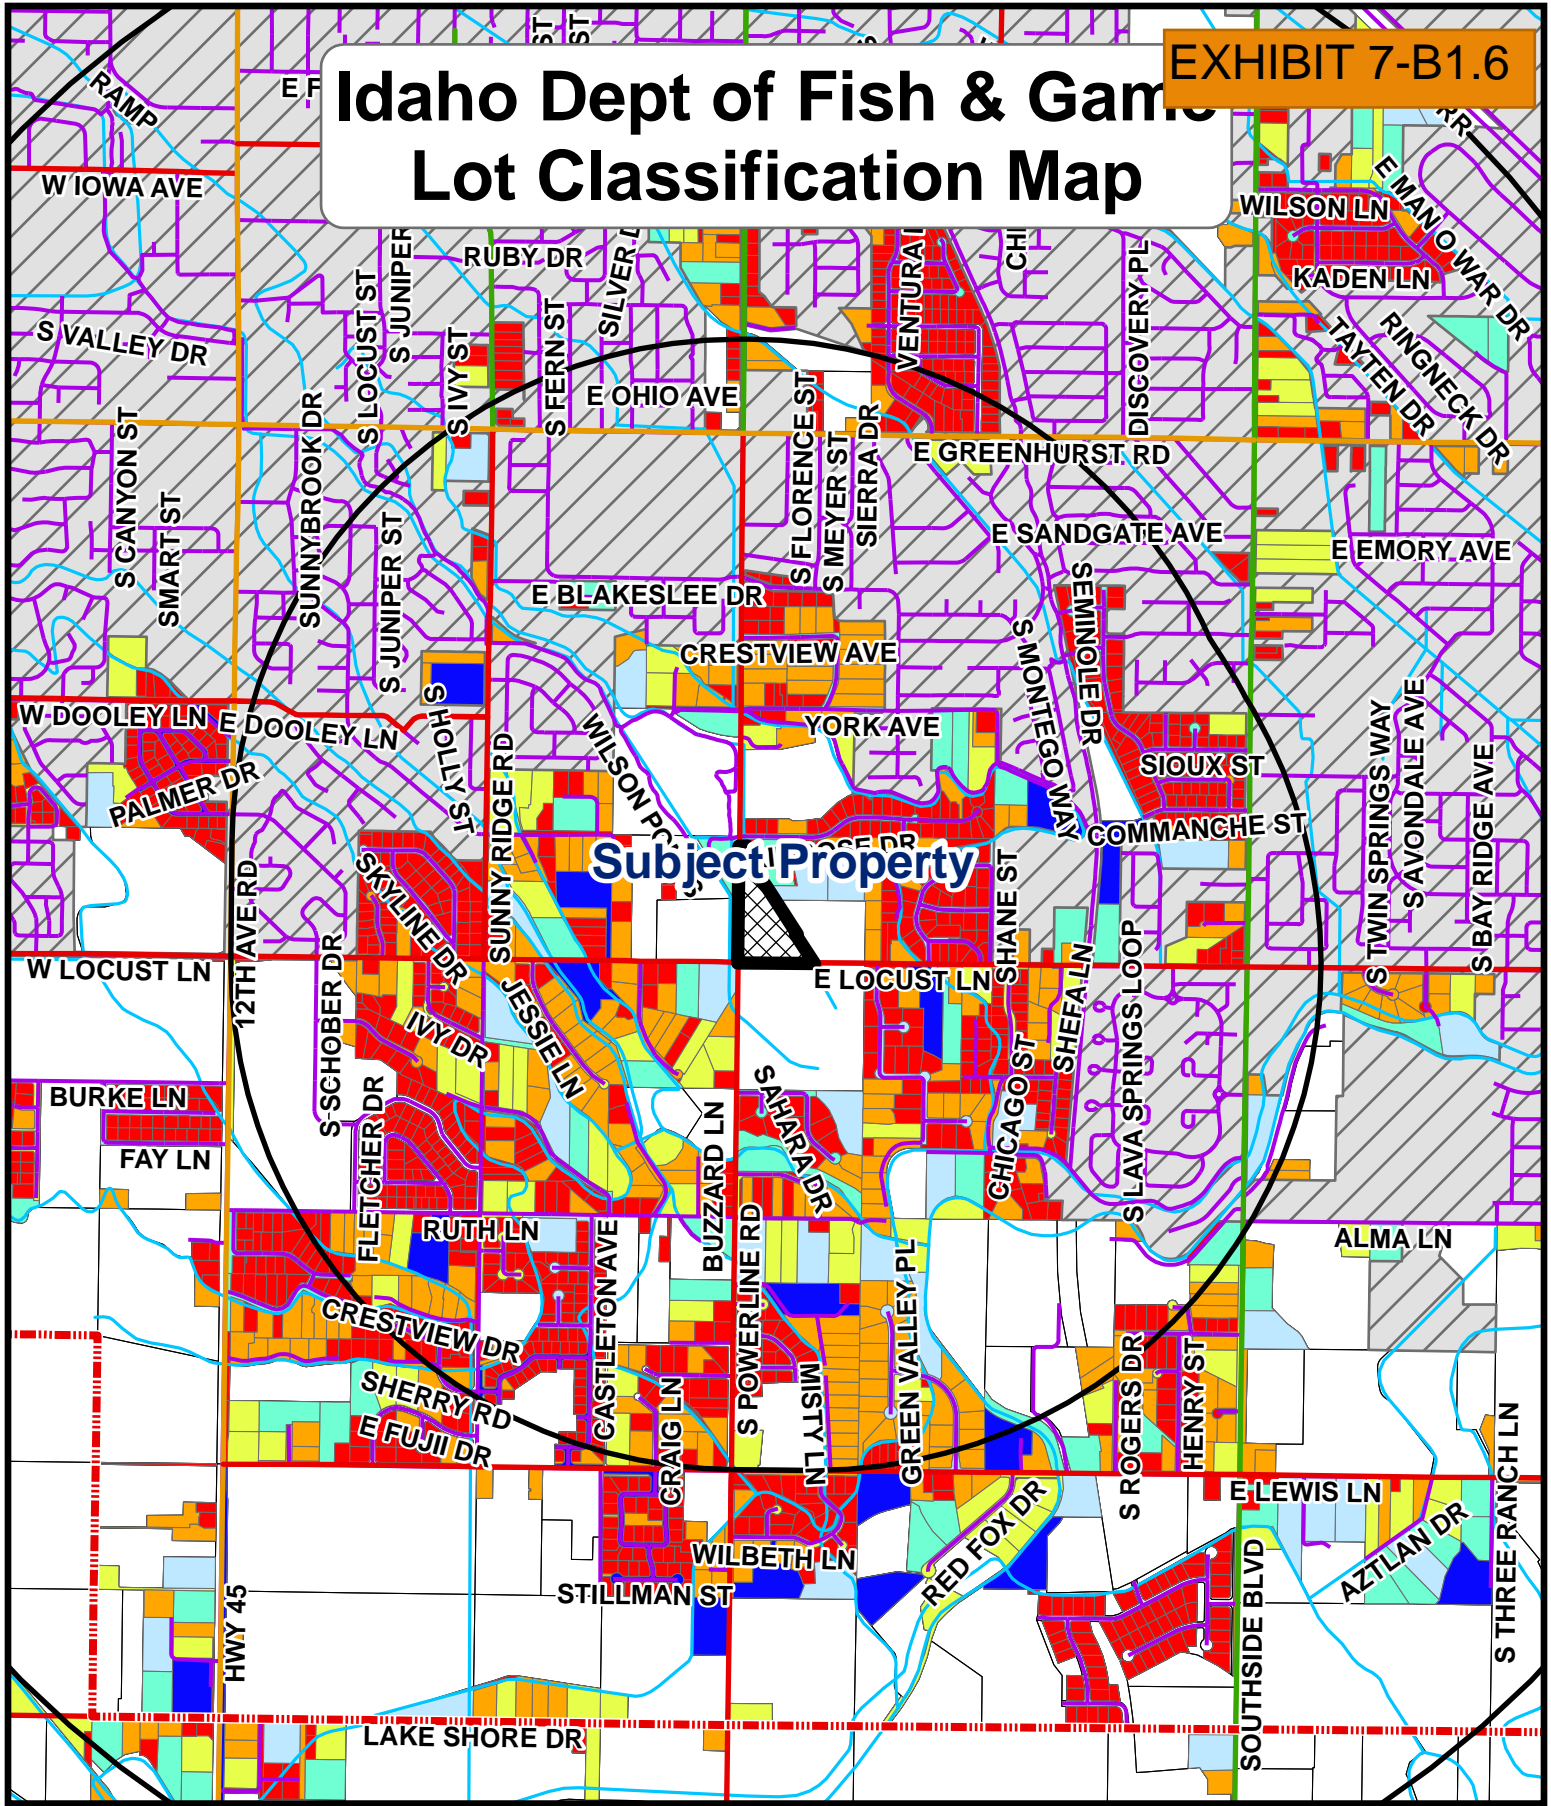 EXHIBIT 7-B1.6
Idaho Dept of Fish & Game
Lot Classification Map
RAMP
E F
ST
ST
RR
W IOWA AVE
WILSON LN
E MAN O WAR DR
KADEN LN
RUBY DR
SILVER
S JUNIPER
S LOCUST ST
VENTURA
CHI
DISCOVERY PL
S VALLEY DR
S IVY ST
S FERN ST
E OHIO AVE
TAYTEN DR
RINGNECK DR
S CANYON ST
SMART ST
SUNNYBROOK DR
S JUNIPER ST
S FLORENCE ST
S MEYER ST
SIERRA DR
E GREENHURST RD
E SANDGATE AVE
E EMORY AVE
E BLAKESLEE DR
SEMINOLE DR
CRESTVIEW AVE
S MONTEGO WAY
W DOOLEY LN
E DOOLEY LN
S HOLLY ST
YORK AVE
SIOUX ST
S TWIN SPRINGS WAY
S AVONDALE AVE
S BAY RIDGE AVE
PALMER DR
SUNNY RIDGE RD
WILSON PO
S
OSE DR
COMMANCHE ST
Subject Property
SKYLINE DR
SHANE ST
12TH AVE RD
W LOCUST LN
E LOCUST LN
S SCHOBER DR
IVY DR
JESSIE LN
SHEFA LN
S LAVA SPRINGS LOOP
BURKE LN
FAY LN
FLETCHER DR
SAHARA DR
CHICAGO ST
BUZZARD LN
RUTH LN
ALMA LN
CASTLETON AVE
S POWERLINE RD
GREEN VALLEY PL
CRESTVIEW DR
SHERRY RD
E FUJII DR
CRAIG LN
MISTY LN
S ROGERS DR
HENRY ST
E LEWIS LN
S THREE RANCH LN
RED FOX DR
AZTLAN DR
WILBETH LN
STILLMAN ST
HWY 45
SOUTHSIDE BLVD
LAKE SHORE DR